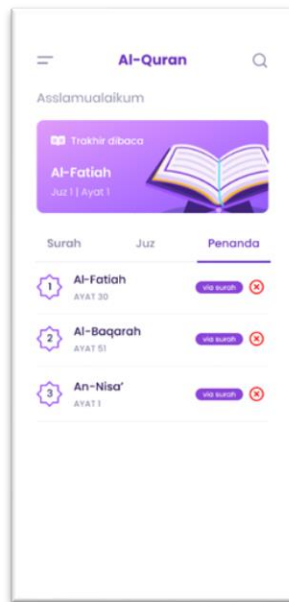 Al-Quran
Asslamualaikum
Trakhir dibaca
Al-Fatiah
Juz 1 | Ayat 1
Surah Juz Penanda
1 Al-Fatiah via surah
AYAT 30
2 Al-Baqarah via surah
AYAT 51
3 An-Nisa’ via surah
AYAT 1